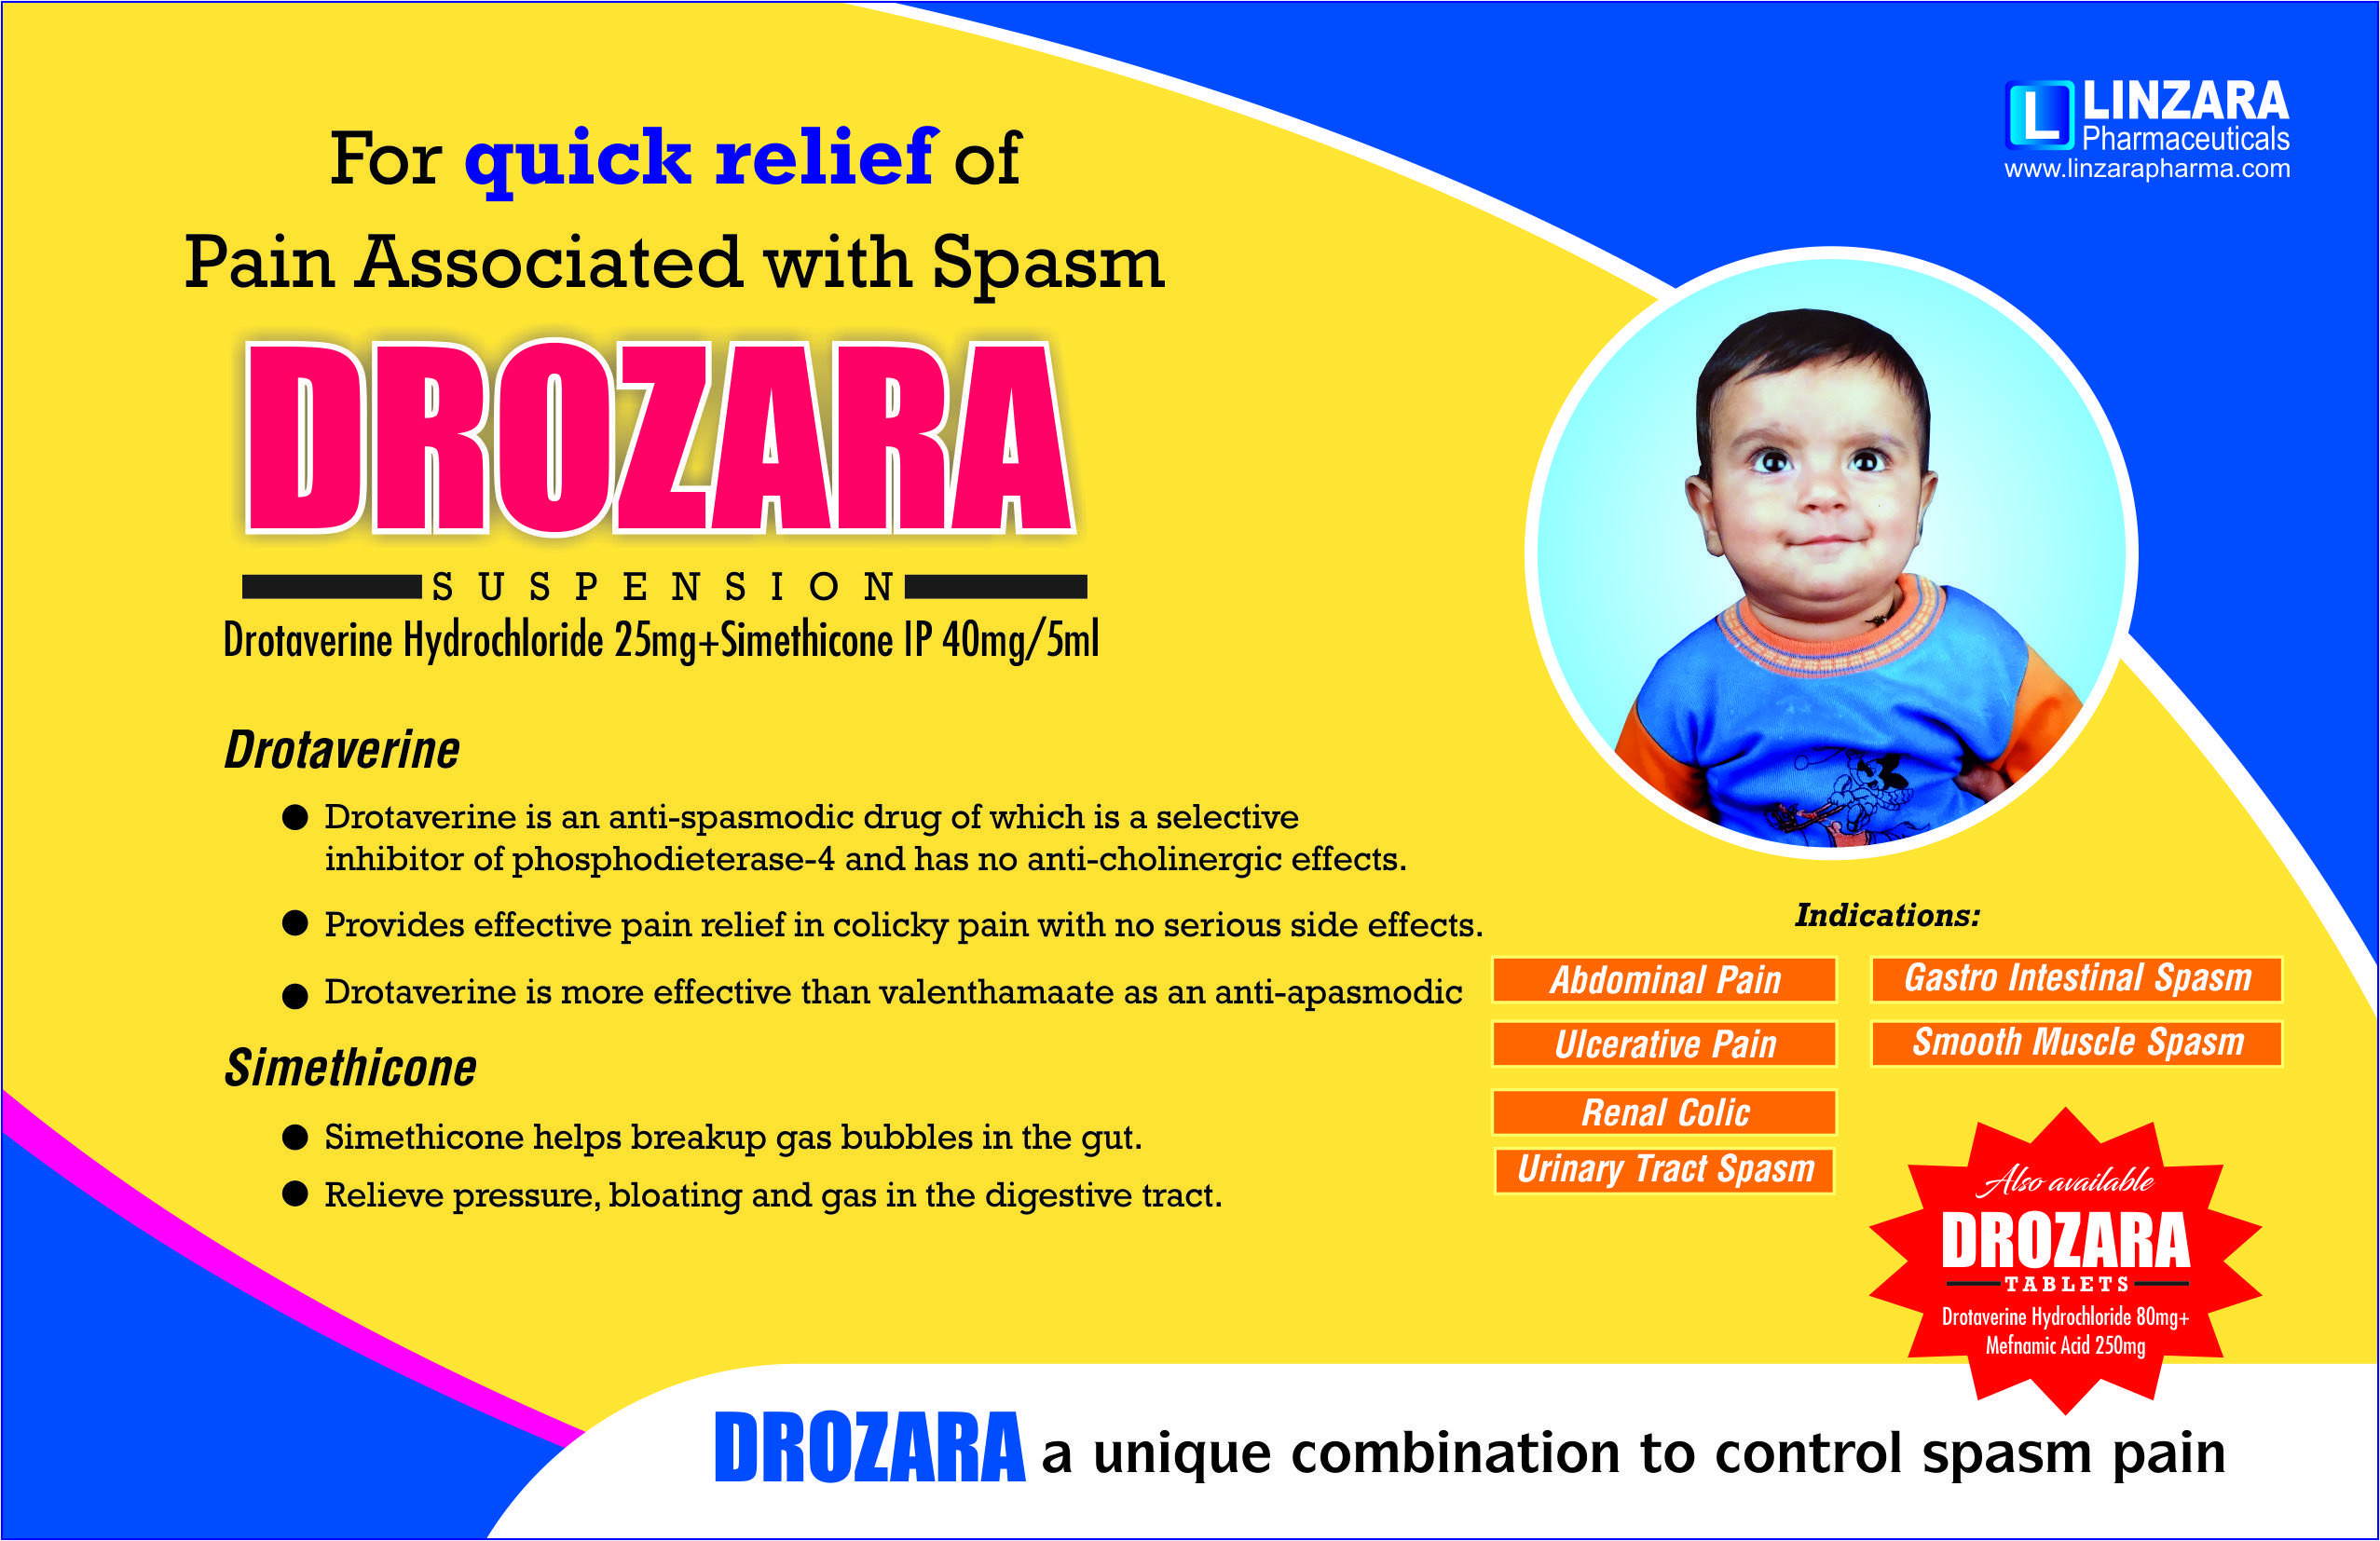 LINZARA
Pharmaceuticals
www.linzarapharma.com
For quick relief of
Pain Associated with Spasm
DROZARA
SUSPENSION
Drotaverine Hydrochloride 25mg+Simethicone IP 40mg/5ml
Drotaverine
● Drotaverine is an anti-spasmodic drug of which is a selective
inhibitor of phosphodieterase-4 and has no anti-cholinergic effects.
● Provides effective pain relief in colicky pain with no serious side effects.
● Drotaverine is more effective than valenthamaate as an anti-apasmodic
Simethicone
● Simethicone helps breakup gas bubbles in the gut.
● Relieve pressure, bloating and gas in the digestive tract.
Indications:
Abdominal Pain
Gastro Intestinal Spasm
Ulcerative Pain
Smooth Muscle Spasm
Renal Colic
Urinary Tract Spasm
Also available
DROZARA
TABLETS
Drotaverine Hydrochloride 80mg+
Mefnamic Acid 250mg
DROZARA a unique combination to control spasm pain